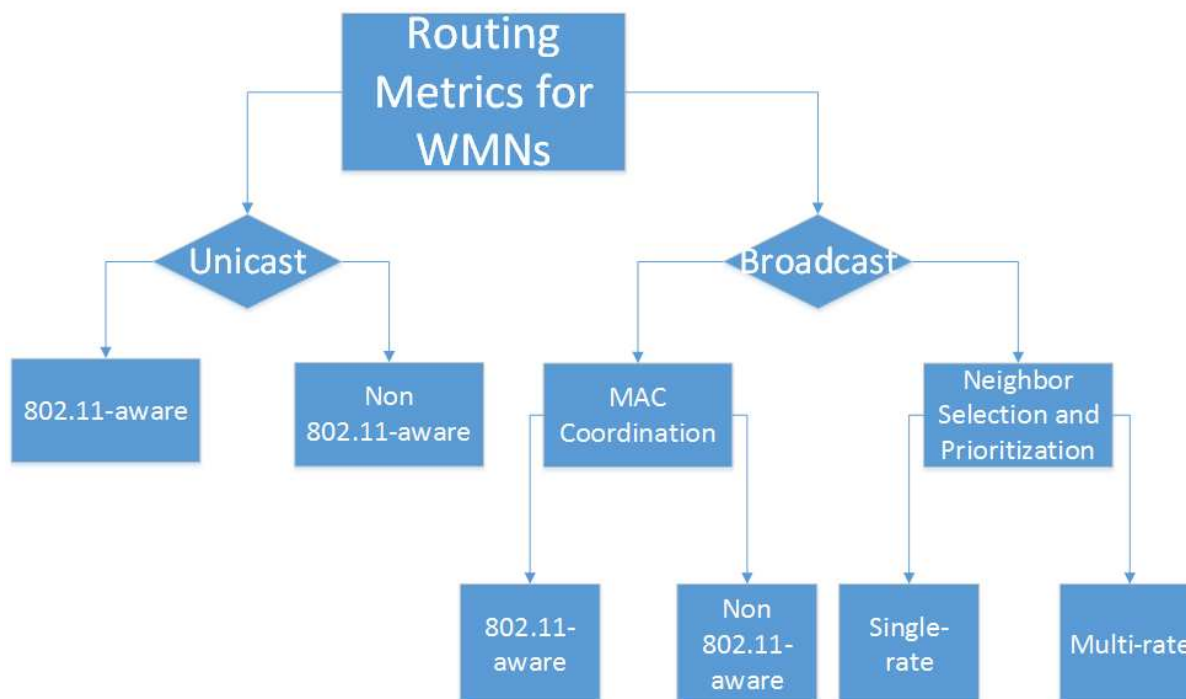 Routing
Metrics for
WMNs
Unicast
Broadcast
802.11-aware
Non
802.11-aware
MAC
Coordination
Neighbor
Selection and
Prioritization
802.11-
aware
Non
802.11-
aware
Single-
rate
Multi-rate